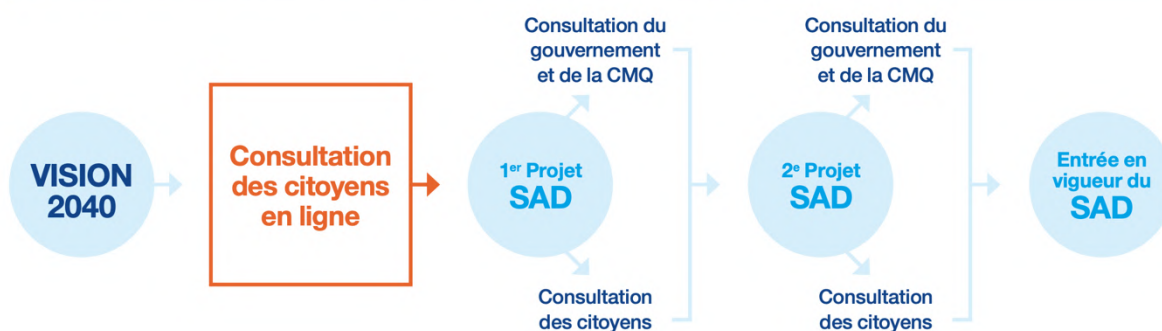 VISION
2040
Consultation
des citoyens
en ligne
Consultation du
gouvernement
et de la CMQ
1er Projet
SAD
Consultation
des citoyens
Consultation du
gouvernement
et de la CMQ
2e Projet
SAD
Consultation
des citoyens
Entrée en
vigueur du
SAD